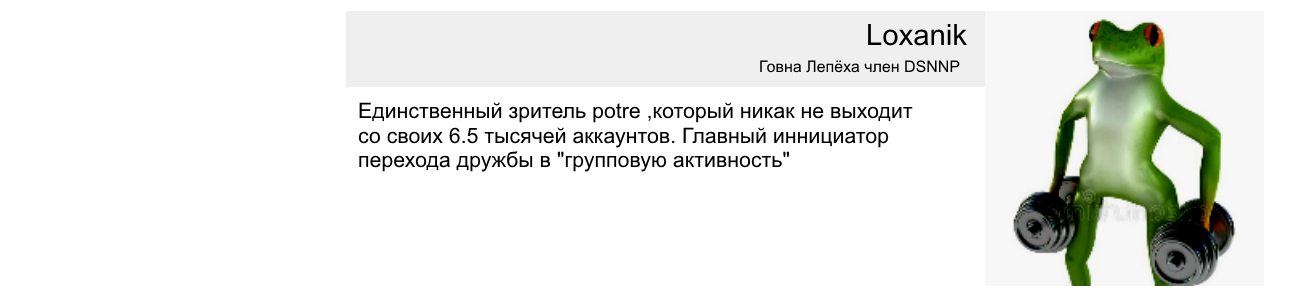 Loxanik
Говна Лепёха член DSNNP
Единственный зритель potre ,который никак не выходит
со своих 6.5 тысячей аккаунтов. Главный иннициатор
перехода дружбы в "групповую активность"